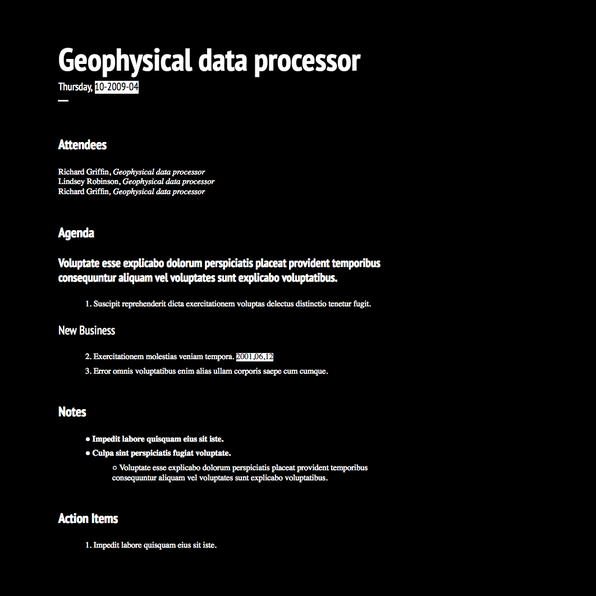 Geophysical data processor
Thursday, 10-2009-04
—
Attendees
Richard Griffin, Geophysical data processor
Lindsey Robinson, Geophysical data processor
Richard Griffin, Geophysical data processor
Agenda
Voluptate esse explicabo dolorum perspiciatis placeat provident temporibus
consequuntur aliquam vel voluptates sunt explicabo voluptatibus.
1. Suscipit reprehenderit dicta exercitationem voluptas delectus distinctio tenetur fugit.
New Business
2. Exercitationem molestias veniam tempora. 2001,06,12
3. Error omnis voluptatibus enim alias ullam corporis saepe cum cumque.
Notes
● Impedit labore quisquam eius sit iste.
● Culpa sint perspiciatis fugiat voluptate.
○ Voluptate esse explicabo dolorum perspiciatis placeat provident temporibus
consequuntur aliquam vel voluptates sunt explicabo voluptatibus.
Action Items
1. Impedit labore quisquam eius sit iste.